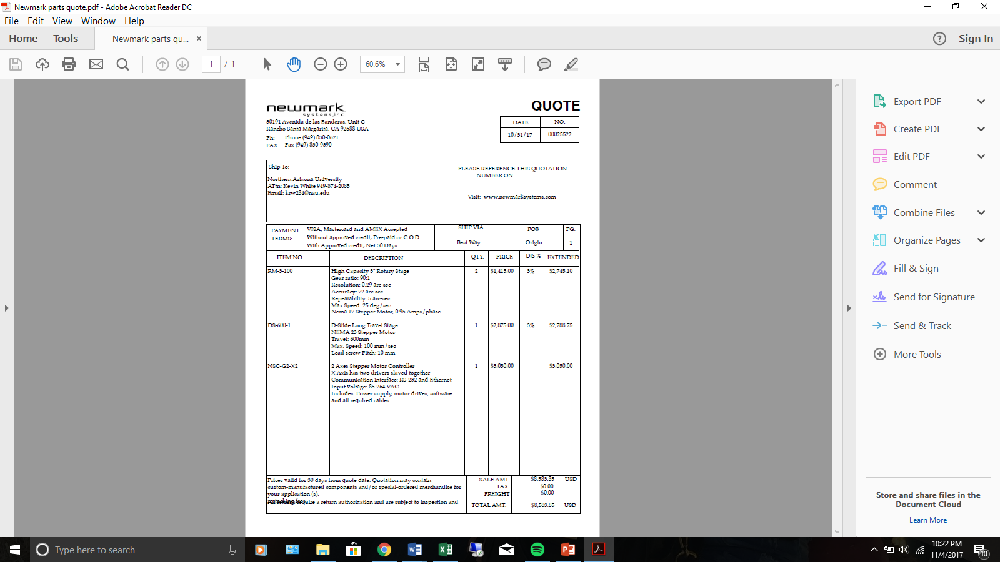 Newmark parts quote.pdf - Adobe Acrobat Reader DC
File Edit View Window Help
Home Tools Newmark parts qu... × ? Sign In
1 / 1 60.6%
newmark
systems,inc
30191 Avenida de las Banderas, Unit C
Rancho Santa Margarita, CA 92688 USA
Ph: Phone (949) 830-0621
FAX: Fax (949) 830-9390
QUOTE
DATE NO.
10/31/17 00025522
Ship To:
Northern Arizona University
ATtn: Kevin White 949-874-2085
Email: krw284@nau.edu
PLEASE REFERENCE THIS QUOTATION
NUMBER ON
Visit: www.newmarksystems.com
PAYMENT TERMS: VISA, Mastercard and AMEX Accepted
Without approved credit; Pre-paid or C.O.D.
With Approved credit; Net 30 Days
SHIP VIA FOB PG.
Best Way Origin 1
ITEM NO. DESCRIPTION QTY. PRICE DIS % EXTENDED
RM-3-100 High Capacity 3" Rotary Stage 2 $1,415.00 3% $2,745.10
Gear ratio: 90:1
Resolution: 0.29 arc-sec
Accuracy: 72 arc-sec
Repeatability: 5 arc-sec
Max Speed: 25 deg/sec
Nema 17 Stepper Motor, 0.95 Amps/phase
DS-600-1 D-Slide Long Travel Stage 1 $2,875.00 3% $2,788.75
NEMA 23 Stepper Motor
Travel: 600mm
Max. Speed: 100 mm/sec
Lead screw Pitch: 10 mm
NSC-G2-X2 2 Axes Stepper Motor Controller 1 $3,050.00 $3,050.00
X Axis has two drivers slaved together
Communication interface: RS-232 and Ethernet
Input voltage: 85-264 VAC
Includes: Power supply, motor drives, software
and all required cables
Prices valid for 30 days from quote date. Quotation may contain
custom-manufactured components and/or special-ordered merchandise for
your application (s).
restocking fees.
All returns require a return authorization and are subject to inspection and
SALE AMT. $8,583.85 USD
TAX $0.00
FREIGHT $0.00
TOTAL AMT. $8,583.85 USD
Export PDF
Create PDF
Edit PDF
Comment
Combine Files
Organize Pages
Fill & Sign
Send for Signature
Send & Track
More Tools
Store and share files in the
Document Cloud
Learn More
Type here to search
10:22 PM
11/4/2017
10